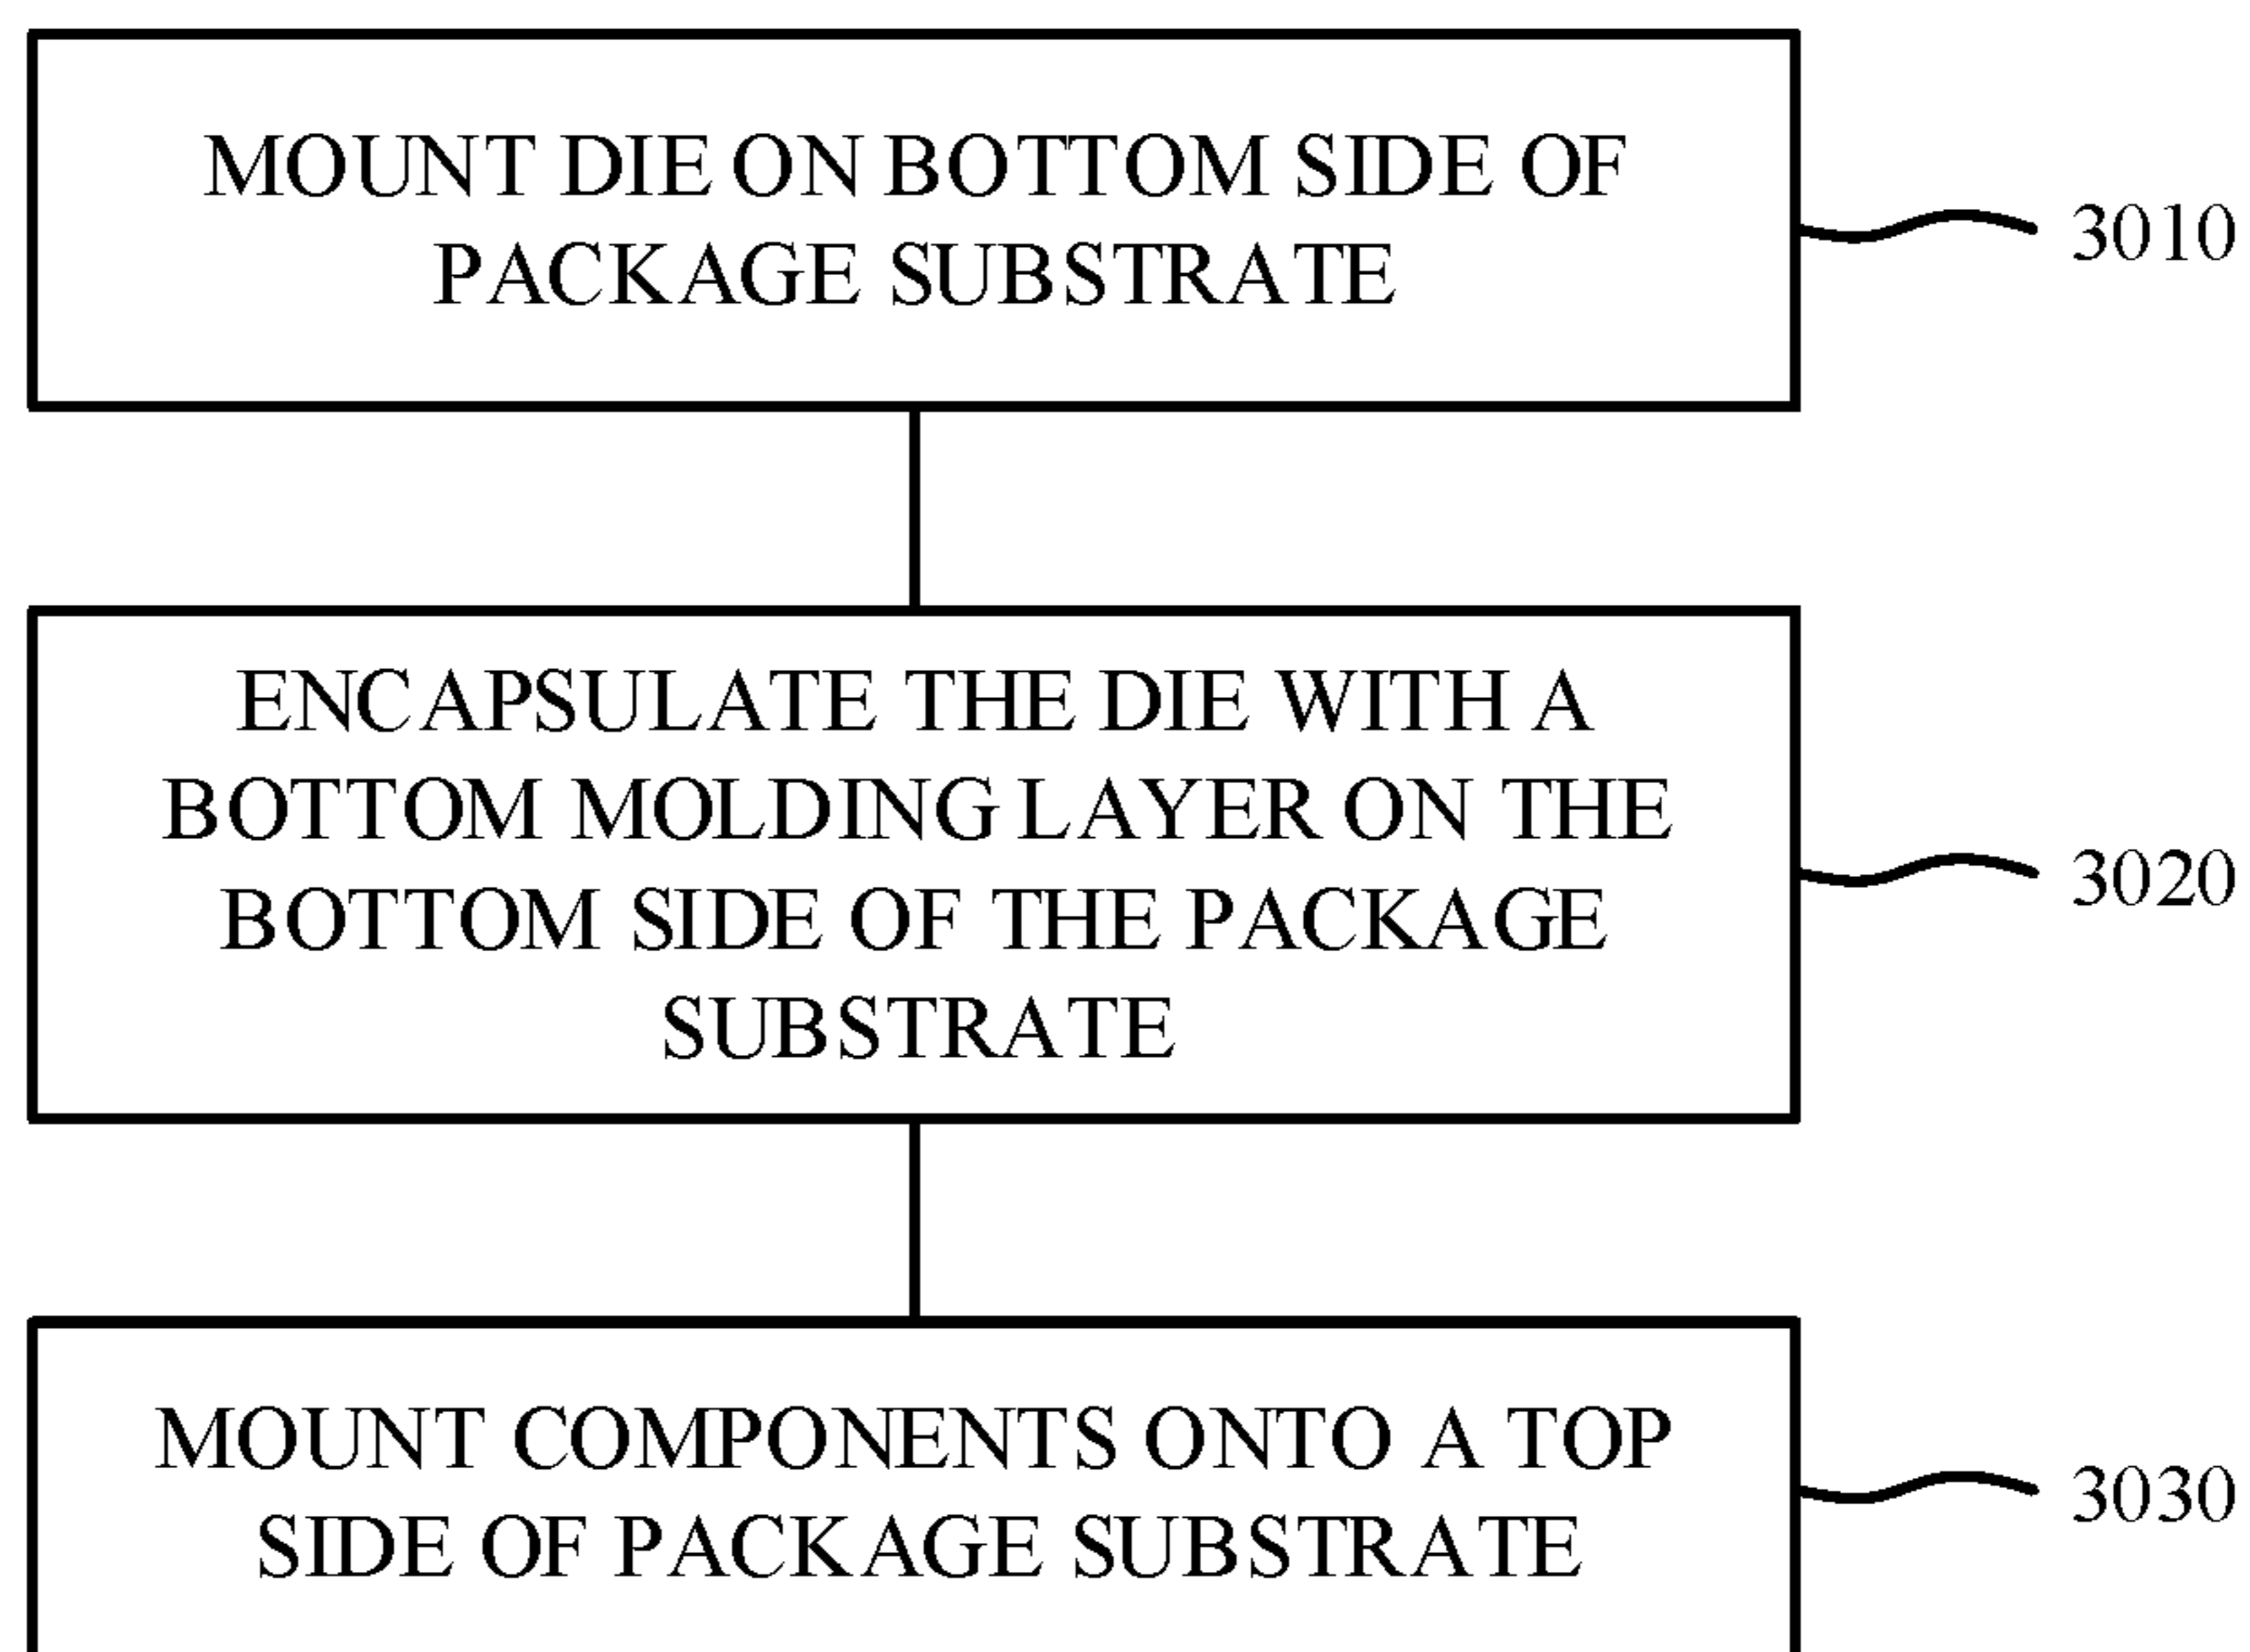 MOUNT DIE ON BOTTOM SIDE OF
PACKAGE SUBSTRATE
3010
ENCAPSULATE THE DIE WITH A
BOTTOM MOLDING LAYER ON THE
BOTTOM SIDE OF THE PACKAGE
SUBSTRATE
3020
MOUNT COMPONENTS ONTO A TOP
SIDE OF PACKAGE SUBSTRATE
3030